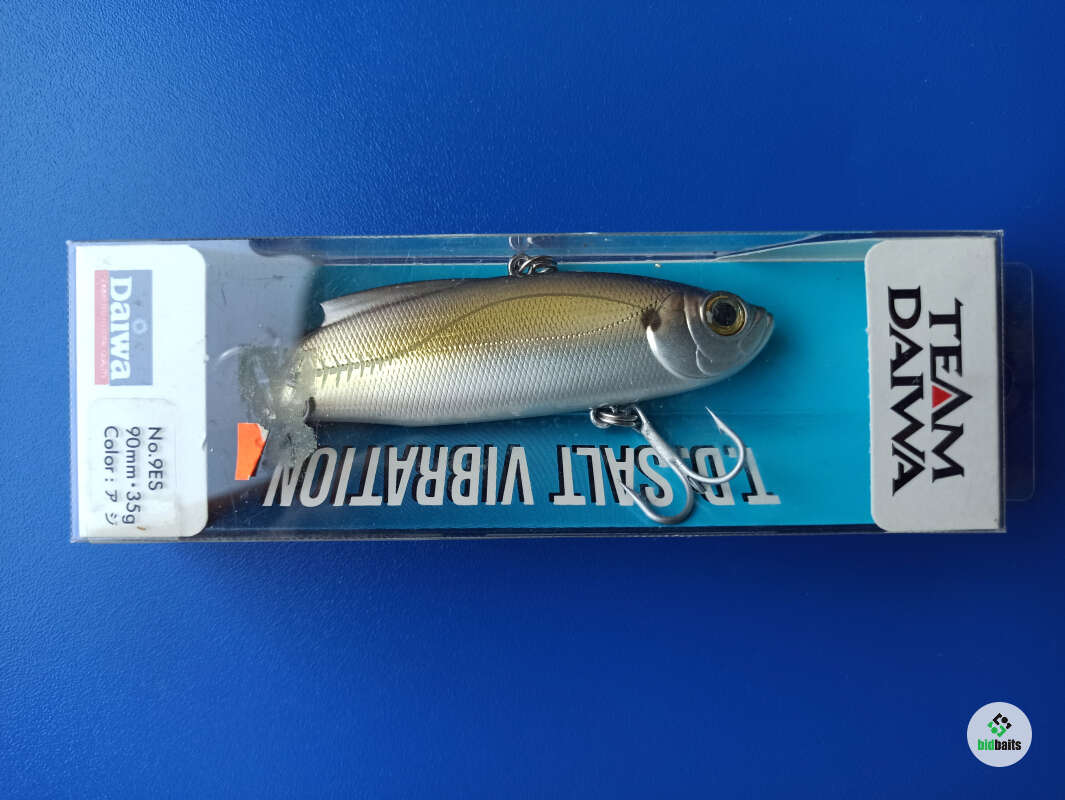 Daiwa
No.9ES
90mm・35g
Color : アジ
T.D.SALT VIBRATION
TEAM
DAIWA
bidbaits